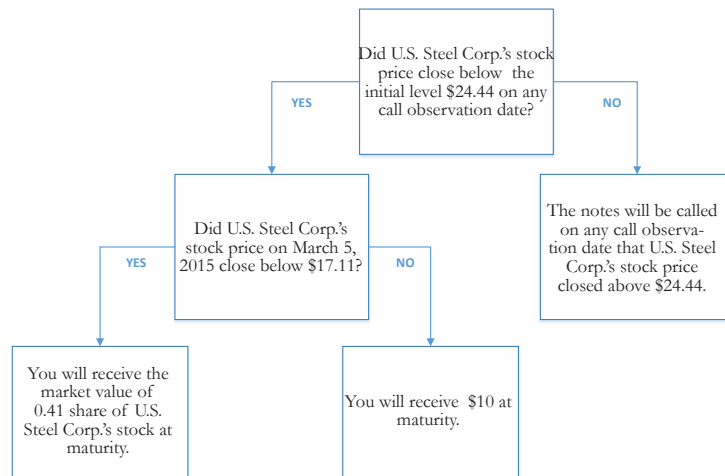 Did U.S. Steel Corp.'s stock
price close below the
initial level $24.44 on any
call observation date?
YES
NO
Did U.S. Steel Corp.'s
stock price on March 5,
2015 close below $17.11?
The notes will be called
on any call observa-
tion date that U.S. Steel
Corp.'s stock price
closed above $24.44.
YES
NO
You will receive the
market value of
0.41 share of U.S.
Steel Corp.'s stock at
maturity.
You will receive $10 at
maturity.